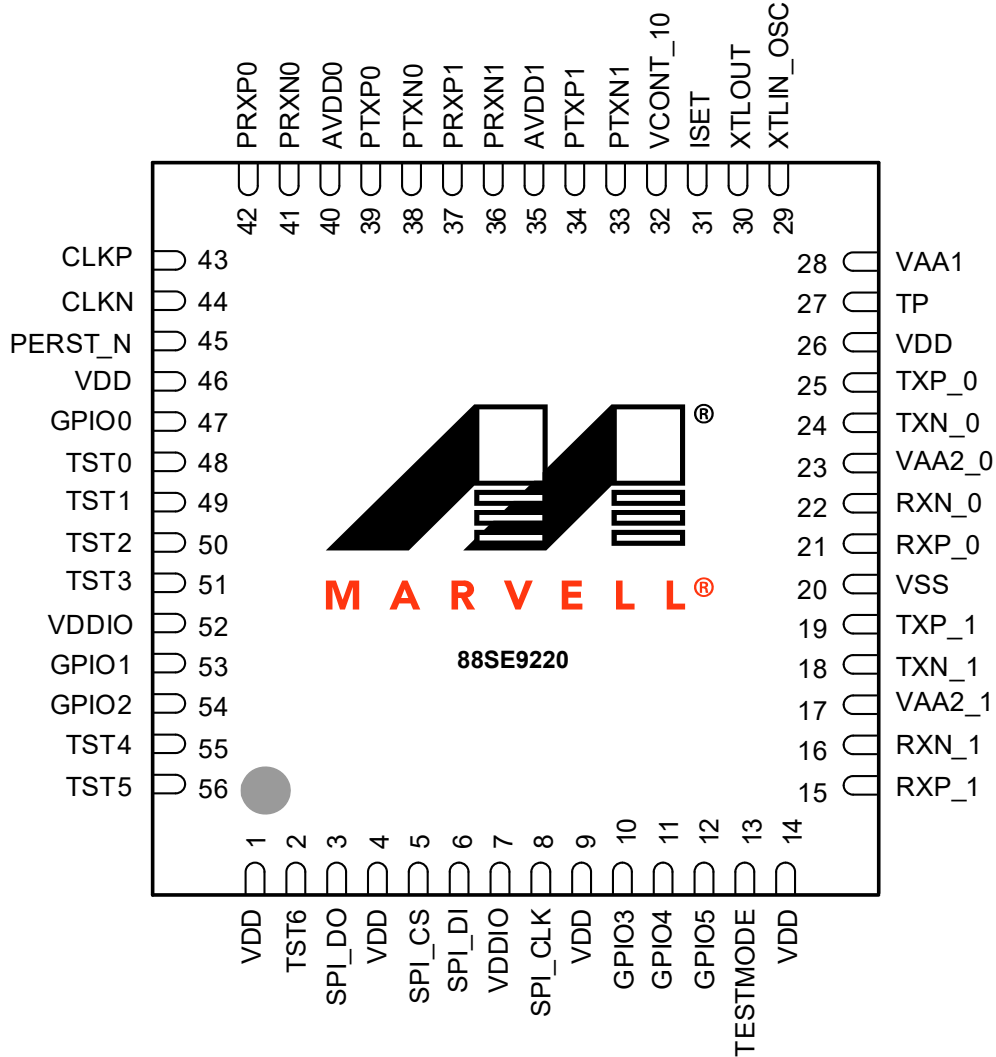 PRXP0
PRXN0
AVDD0
PTXP0
PTXN0
PRXP1
PRXN1
AVDD1
PTXP1
PTXN1
VCONT_10
ISET
XTLOUT
XTLIN_OSC
42
41
40
39
38
37
36
35
34
33
32
31
30
29
CLKP 43
CLKN 44
PERST_N 45
VDD 46
GPIO0 47
TST0 48
TST1 49
TST2 50
TST3 51
VDDIO 52
GPIO1 53
GPIO2 54
TST4 55
TST5 56
®
MARVELL®
88SE9220
28 VAA1
27 TP
26 VDD
25 TXP_0
24 TXN_0
23 VAA2_0
22 RXN_0
21 RXP_0
20 VSS
19 TXP_1
18 TXN_1
17 VAA2_1
16 RXN_1
15 RXP_1
1
2
3
4
5
6
7
8
9
10
11
12
13
14
VDD
TST6
SPI_DO
VDD
SPI_CS
SPI_DI
VDDIO
SPI_CLK
VDD
GPIO3
GPIO4
GPIO5
TESTMODE
VDD